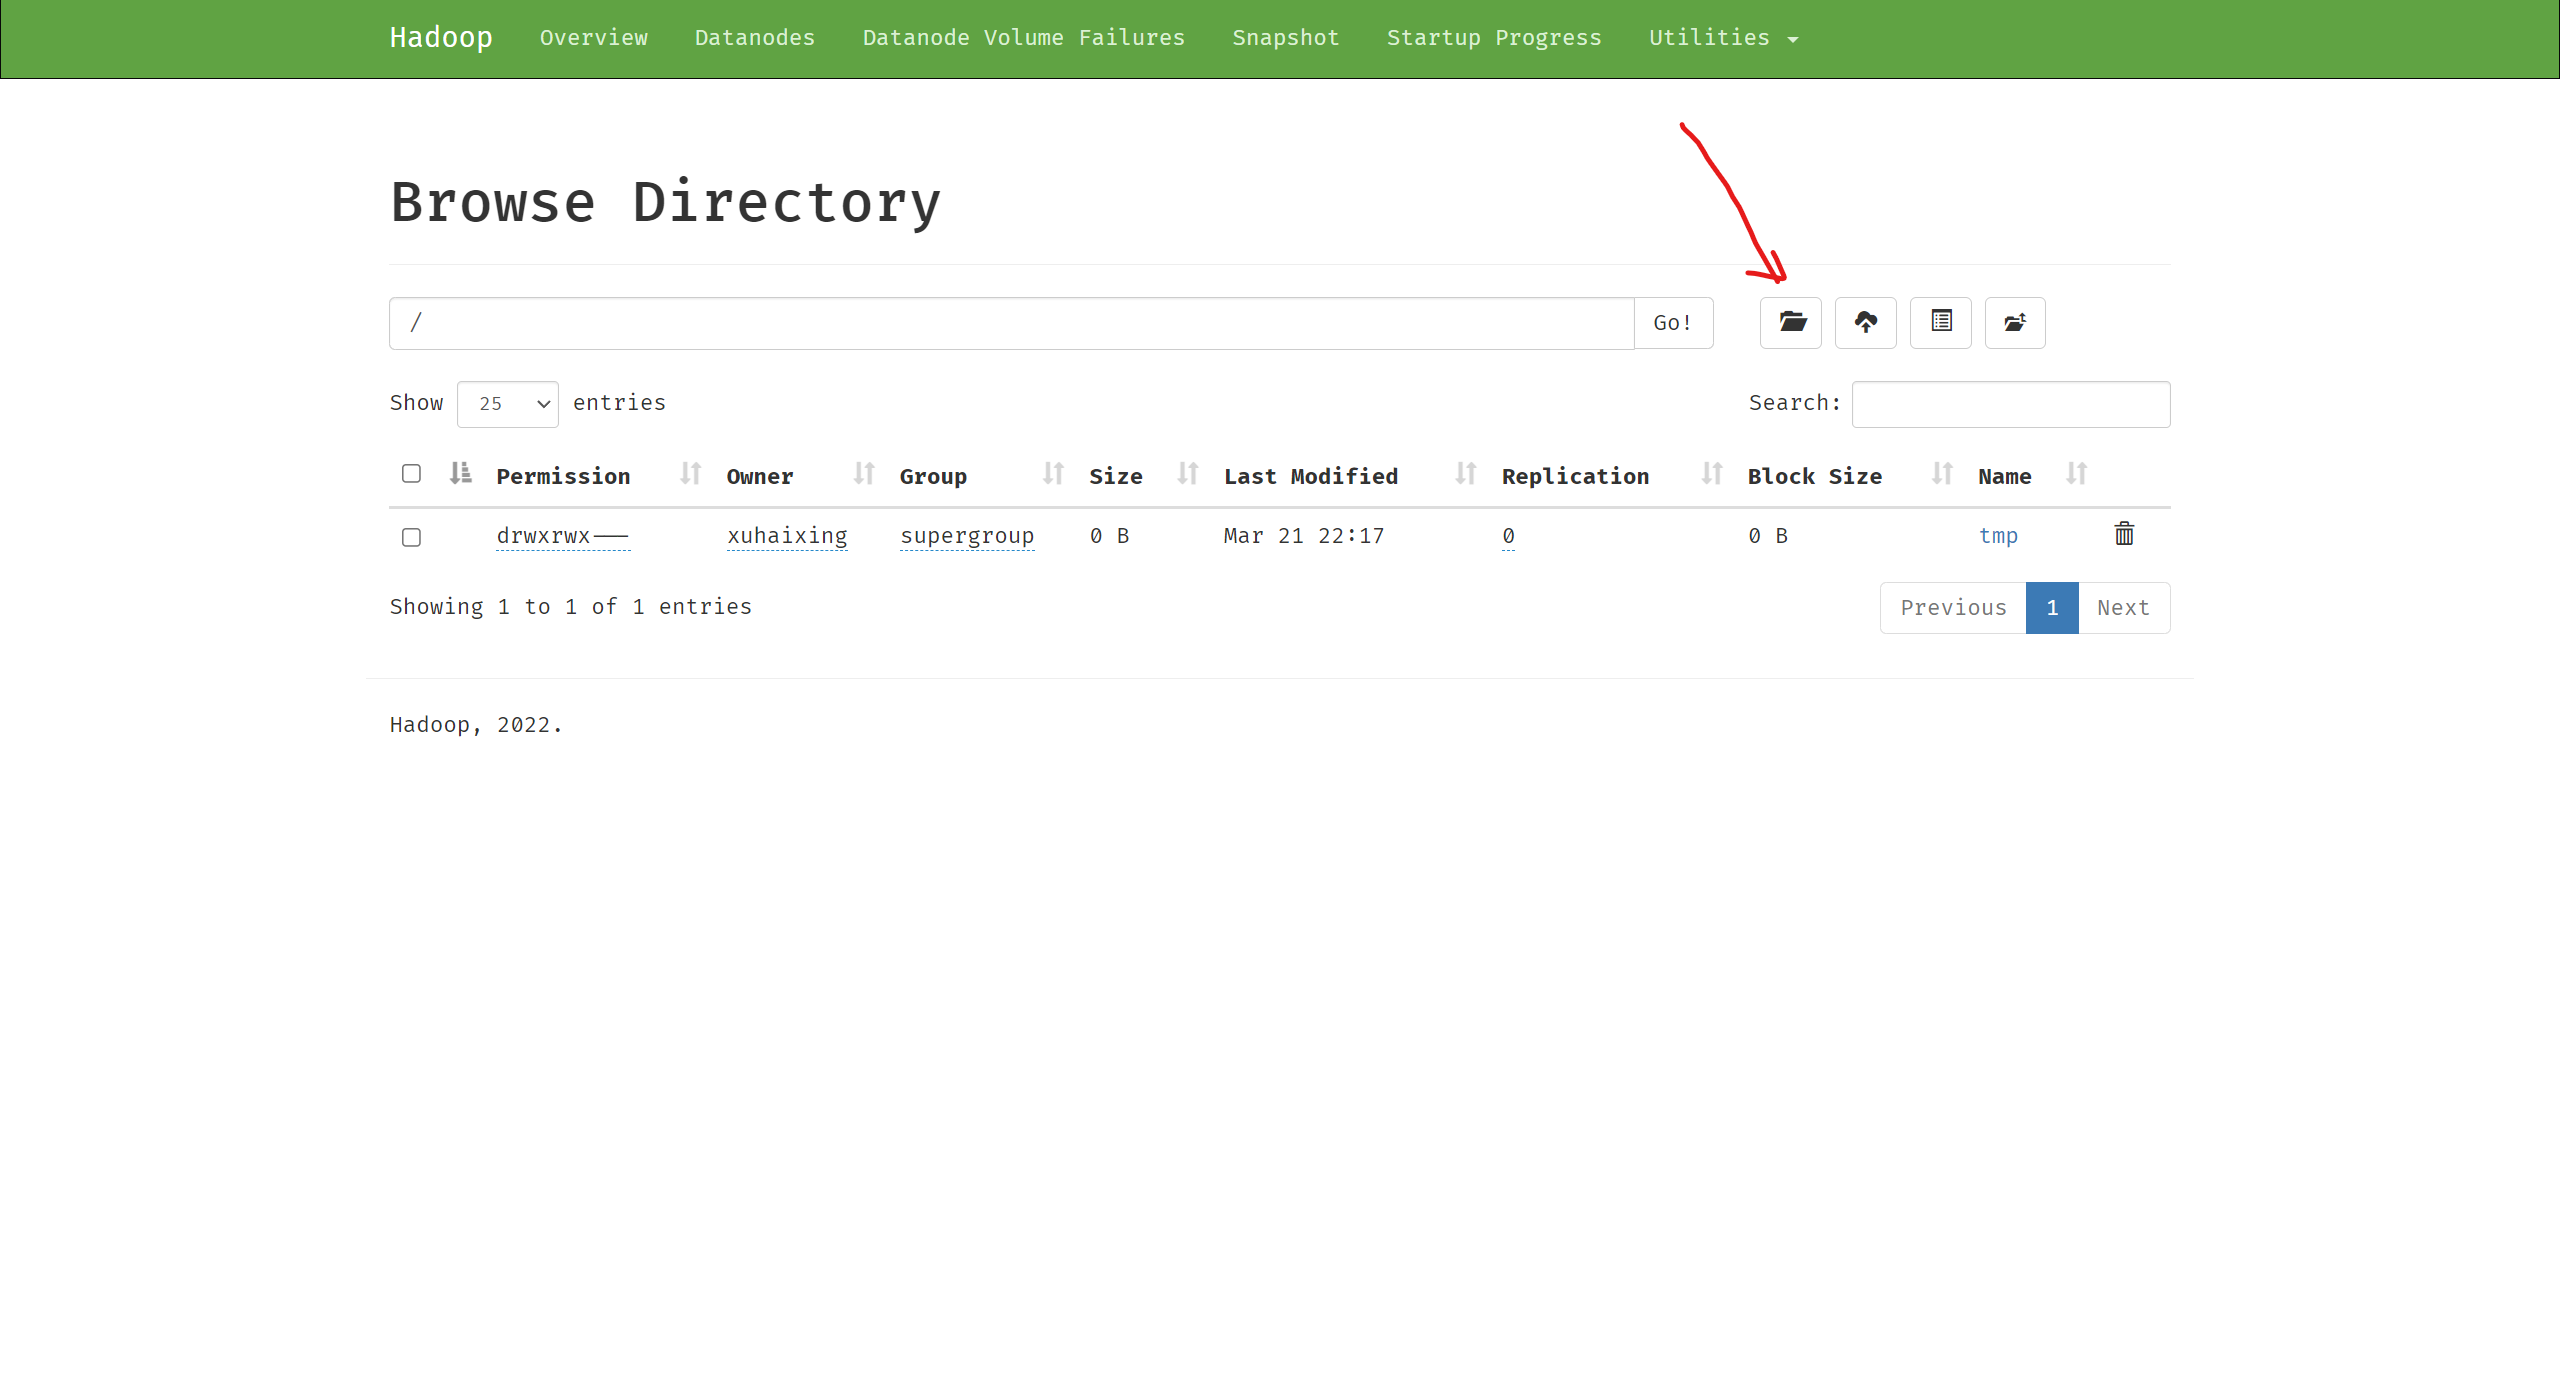 Hadoop Overview Datanodes Datanode Volume Failures Snapshot Startup Progress Utilities
Browse Directory
/ Go!
Show 25 entries Search:
Permission Owner Group Size Last Modified Replication Block Size Name
drwxrwx--- xuhaixing supergroup 0 B Mar 21 22:17 0 0 B tmp
Showing 1 to 1 of 1 entries Previous 1 Next
Hadoop, 2022.